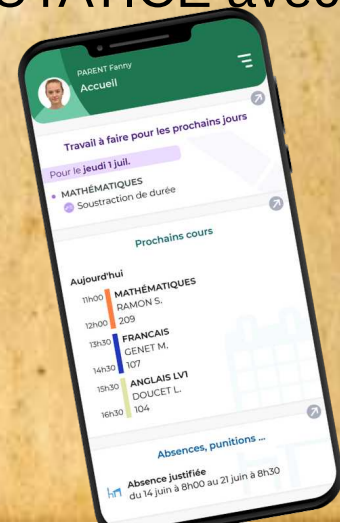 PARENT Fanny
Accueil
Travail à faire pour les prochains jours
Pour le jeudi 1 juil.
MATHÉMATIQUES
Soustraction de durée
Prochains cours
Aujourd'hui
11h00 MATHÉMATIQUES
RAMON S.
12h00 209
13h30 FRANCAIS
GENET M.
14h30 107
15h30 ANGLAIS LV1
DOUCET L.
16h30 104
Absences, punitions ...
Absence justifiée
du 14 juin à 8h00 au 21 juin à 8h30